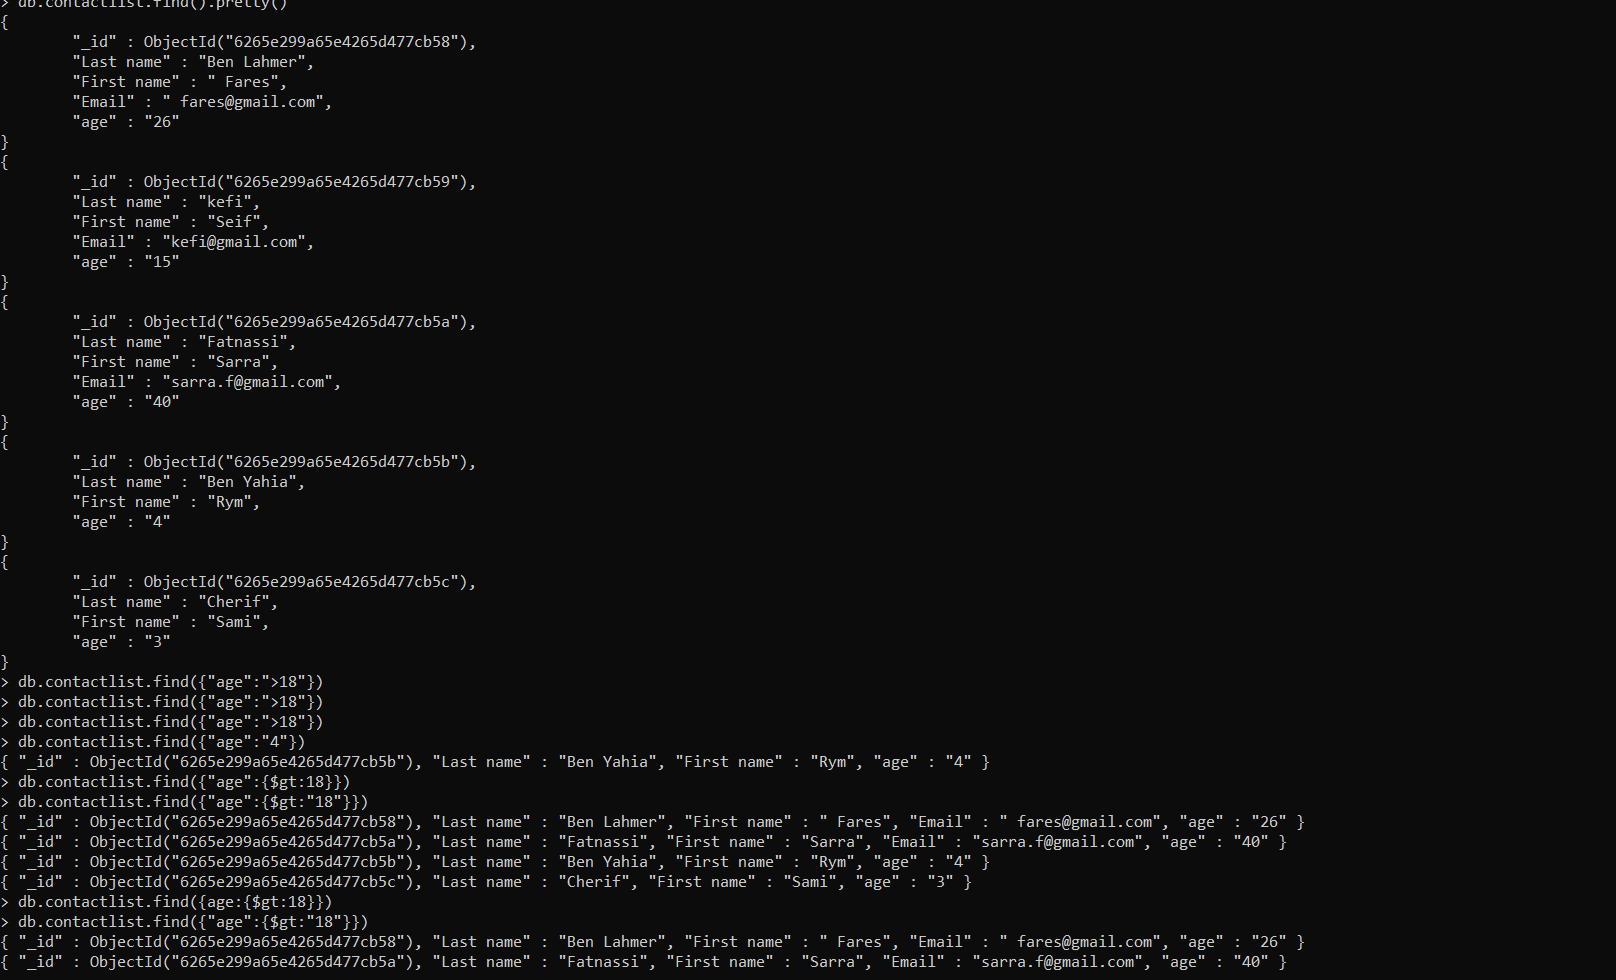 > db.contactlist.find().pretty()
{
        "_id" : ObjectId("6265e299a65e4265d477cb58"),
        "Last name" : "Ben Lahmer",
        "First name" : " Fares",
        "Email" : " fares@gmail.com",
        "age" : "26"
}
{
        "_id" : ObjectId("6265e299a65e4265d477cb59"),
        "Last name" : "kefi",
        "First name" : "Seif",
        "Email" : "kefi@gmail.com",
        "age" : "15"
}
{
        "_id" : ObjectId("6265e299a65e4265d477cb5a"),
        "Last name" : "Fatnassi",
        "First name" : "Sarra",
        "Email" : "sarra.f@gmail.com",
        "age" : "40"
}
{
        "_id" : ObjectId("6265e299a65e4265d477cb5b"),
        "Last name" : "Ben Yahia",
        "First name" : "Rym",
        "age" : "4"
}
{
        "_id" : ObjectId("6265e299a65e4265d477cb5c"),
        "Last name" : "Cherif",
        "First name" : "Sami",
        "age" : "3"
}
> db.contactlist.find({"age":">18"})
> db.contactlist.find({"age":">18"})
> db.contactlist.find({"age":">18"})
> db.contactlist.find({"age":"4"})
{ "_id" : ObjectId("6265e299a65e4265d477cb5b"), "Last name" : "Ben Yahia", "First name" : "Rym", "age" : "4" }
> db.contactlist.find({"age":{$gt:18}})
> db.contactlist.find({"age":{$gt:"18"}})
{ "_id" : ObjectId("6265e299a65e4265d477cb58"), "Last name" : "Ben Lahmer", "First name" : " Fares", "Email" : " fares@gmail.com", "age" : "26" }
{ "_id" : ObjectId("6265e299a65e4265d477cb5a"), "Last name" : "Fatnassi", "First name" : "Sarra", "Email" : "sarra.f@gmail.com", "age" : "40" }
{ "_id" : ObjectId("6265e299a65e4265d477cb5b"), "Last name" : "Ben Yahia", "First name" : "Rym", "age" : "4" }
{ "_id" : ObjectId("6265e299a65e4265d477cb5c"), "Last name" : "Cherif", "First name" : "Sami", "age" : "3" }
> db.contactlist.find({age:{$gt:18}})
> db.contactlist.find({"age":{$gt:"18"}})
{ "_id" : ObjectId("6265e299a65e4265d477cb58"), "Last name" : "Ben Lahmer", "First name" : " Fares", "Email" : " fares@gmail.com", "age" : "26" }
{ "_id" : ObjectId("6265e299a65e4265d477cb5a"), "Last name" : "Fatnassi", "First name" : "Sarra", "Email" : "sarra.f@gmail.com", "age" : "40" }